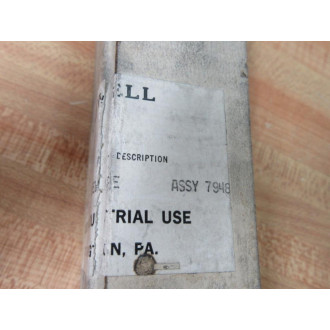 ELL
DESCRIPTION
ASSY 7948
TRIAL USE
N, PA.